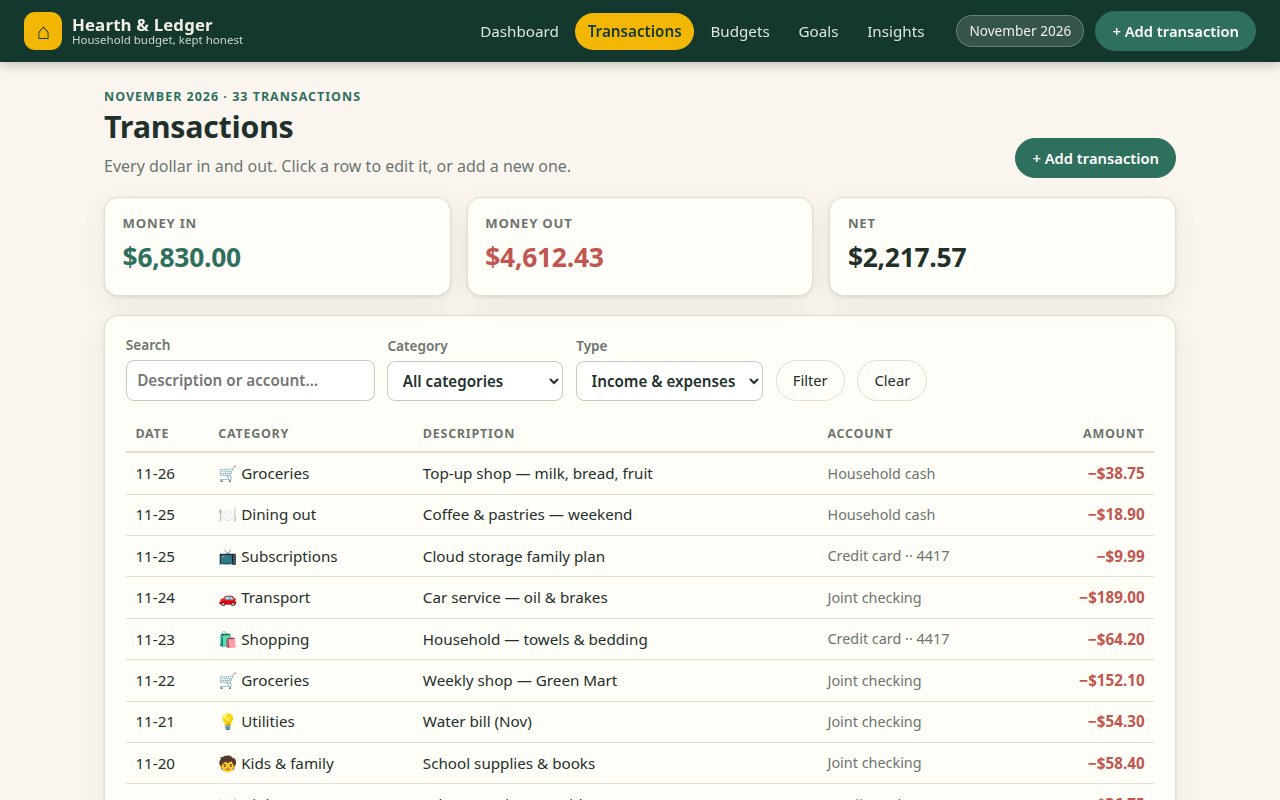 Hearth & Ledger
Household budget, kept honest
Dashboard Transactions Budgets Goals Insights November 2026 + Add transaction
NOVEMBER 2026 · 33 TRANSACTIONS
Transactions
Every dollar in and out. Click a row to edit it, or add a new one.
+ Add transaction
MONEY IN MONEY OUT NET
$6,830.00 $4,612.43 $2,217.57
Search Category Type
Description or account… All categories Income & expenses Filter Clear
DATE CATEGORY DESCRIPTION ACCOUNT AMOUNT
11-26 Groceries Top-up shop — milk, bread, fruit Household cash −$38.75
11-25 Dining out Coffee & pastries — weekend Household cash −$18.90
11-25 Subscriptions Cloud storage family plan Credit card ·· 4417 −$9.99
11-24 Transport Car service — oil & brakes Joint checking −$189.00
11-23 Shopping Household — towels & bedding Credit card ·· 4417 −$64.20
11-22 Groceries Weekly shop — Green Mart Joint checking −$152.10
11-21 Utilities Water bill (Nov) Joint checking −$54.30
11-20 Kids & family School supplies & books Joint checking −$58.40